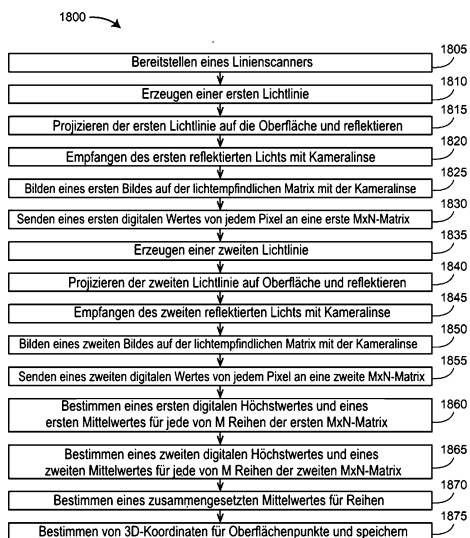 1800
1805
Bereitstellen eines Linienscanners
1810
Erzeugen einer ersten Lichtlinie
1815
Projizieren der ersten Lichtlinie auf die Oberfläche und reflektieren
1820
Empfangen des ersten reflektierten Lichts mit Kameralinse
1825
Bilden eines ersten Bildes auf der lichtempfindlichen Matrix mit der Kameralinse
1830
Senden eines ersten digitalen Wertes von jedem Pixel an eine erste MxN-Matrix
1835
Erzeugen einer zweiten Lichtlinie
1840
Projizieren der zweiten Lichtlinie auf Oberfläche und reflektieren
1845
Empfangen des zweiten reflektierten Lichts mit Kameralinse
1850
Bilden eines zweiten Bildes auf der lichtempfindlichen Matrix mit der Kameralinse
1855
Senden eines zweiten digitalen Wertes von jedem Pixel an eine zweite MxN-Matrix
1860
Bestimmen eines ersten digitalen Höchstwertes und eines
ersten Mittelwertes für jede von M Reihen der ersten MxN-Matrix
1865
Bestimmen eines zweiten digitalen Höchstwertes und eines
zweiten Mittelwertes für jede von M Reihen der zweiten MxN-Matrix
1870
Bestimmen eines zusammengesetzten Mittelwertes für Reihen
1875
Bestimmen von 3D-Koordinaten für Oberflächenpunkte und speichern